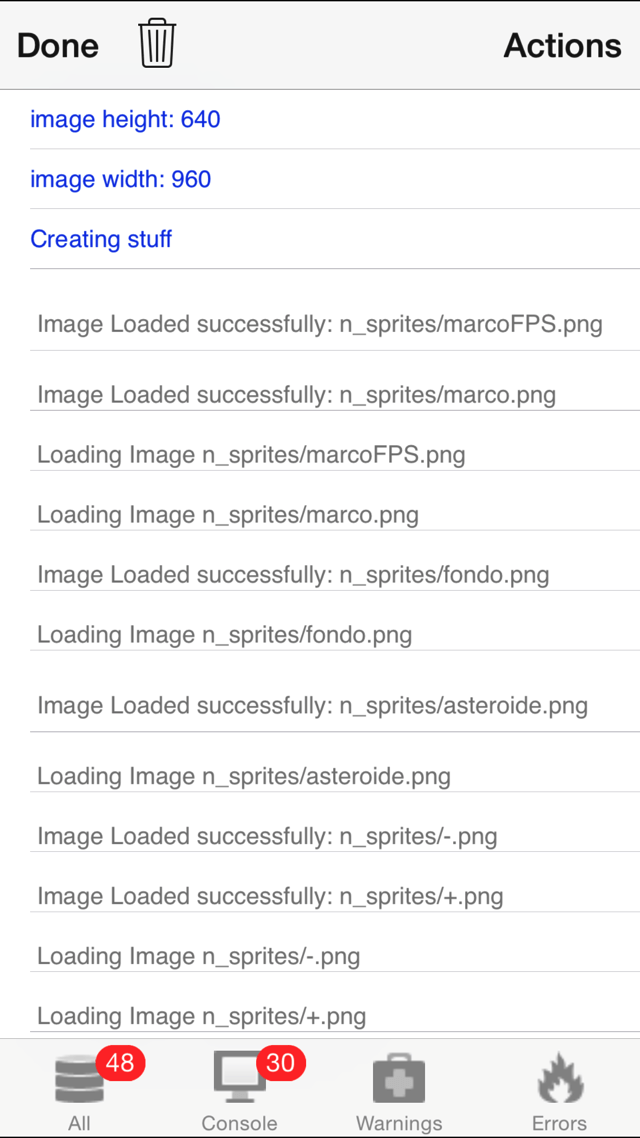 Done
Actions
image height: 640
image width: 960
Creating stuff
Image Loaded successfully: n_sprites/marcoFPS.png
Image Loaded successfully: n_sprites/marco.png
Loading Image n_sprites/marcoFPS.png
Loading Image n_sprites/marco.png
Image Loaded successfully: n_sprites/fondo.png
Loading Image n_sprites/fondo.png
Image Loaded successfully: n_sprites/asteroide.png
Loading Image n_sprites/asteroide.png
Image Loaded successfully: n_sprites/-.png
Image Loaded successfully: n_sprites/+.png
Loading Image n_sprites/-.png
Loading Image n_sprites/+.png
48
30
All
Console
Warnings
Errors